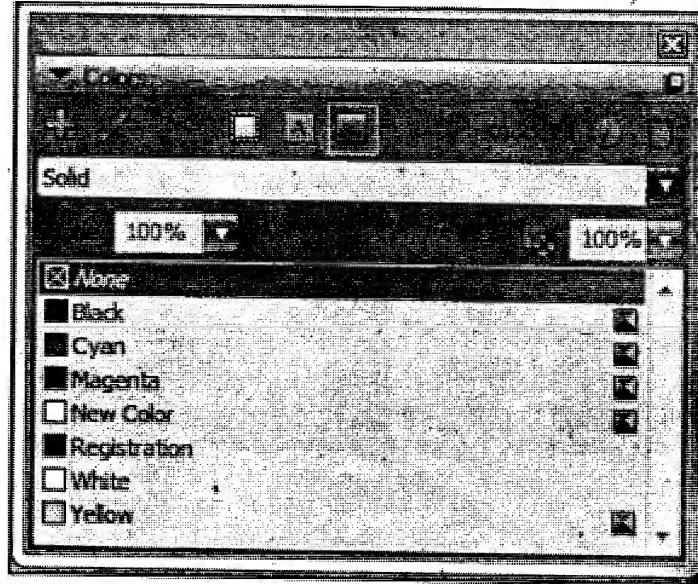 Colors
Solid
100% 100%
None
Black
Cyan
Magenta
New Color
Registration
White
Yellow